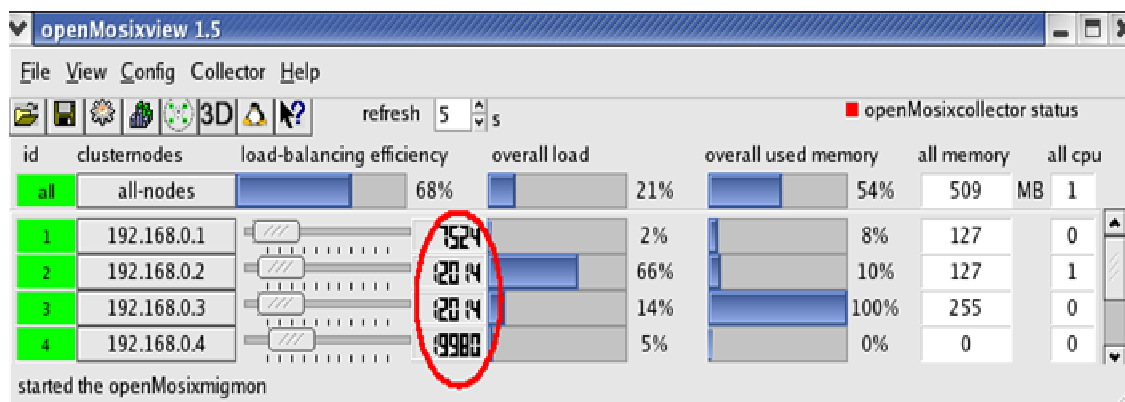 openMosixview 1.5
File View Config Collector Help
3D refresh 5 s openMosixcollector status
id clusternodes load-balancing efficiency overall load overall used memory all memory all cpu
all all-nodes 68% 21% 54% 509 MB 1
1 192.168.0.1 7524 2% 8% 127 0
2 192.168.0.2 12014 66% 10% 127 1
3 192.168.0.3 12014 14% 100% 255 0
4 192.168.0.4 19980 5% 0% 0 0
started the openMosixmigmon